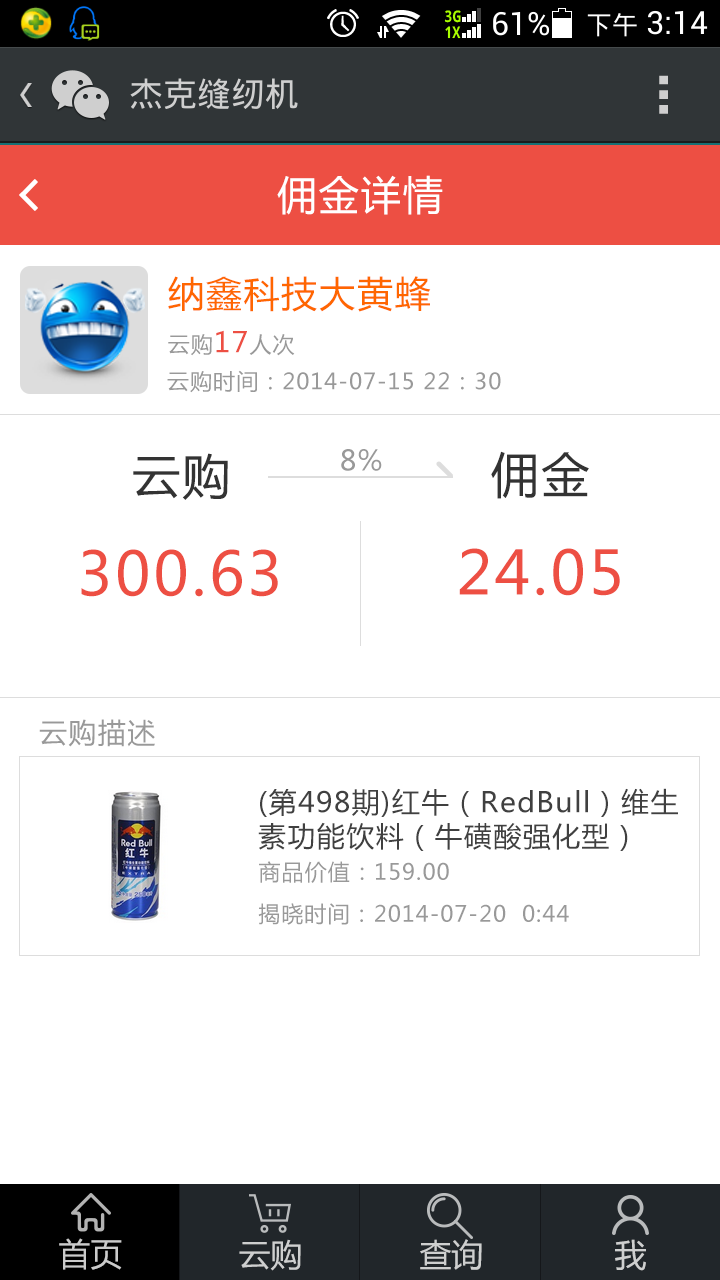 3G 1X 61% 下午 3:14
杰克缝纫机
佣金详情
纳鑫科技大黄蜂
云购17人次
云购时间：2014-07-15 22：30
云购 8% 佣金
300.63 24.05
云购描述
(第498期)红牛（RedBull）维生
素功能饮料（牛磺酸强化型）
商品价值：159.00
揭晓时间：2014-07-20 0:44
Red Bull
红牛
EXTRA
首页 云购 查询 我